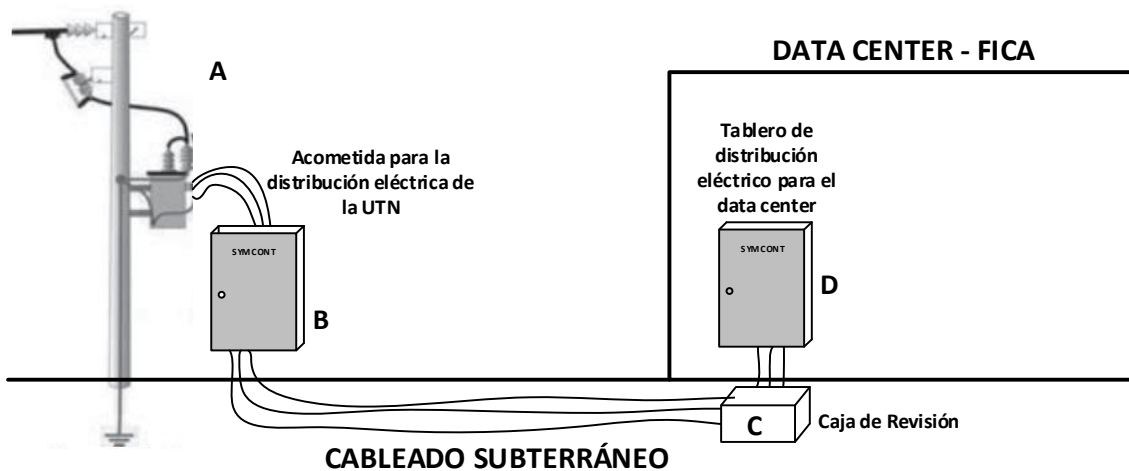 DATA CENTER - FICA
A
Acometida para la
distribución eléctrica de
la UTN
Tablero de
distribución
eléctrico para el
data center
SYMCONT
B
SYMCONT
D
C
Caja de Revisión
CABLEADO SUBTERRÁNEO